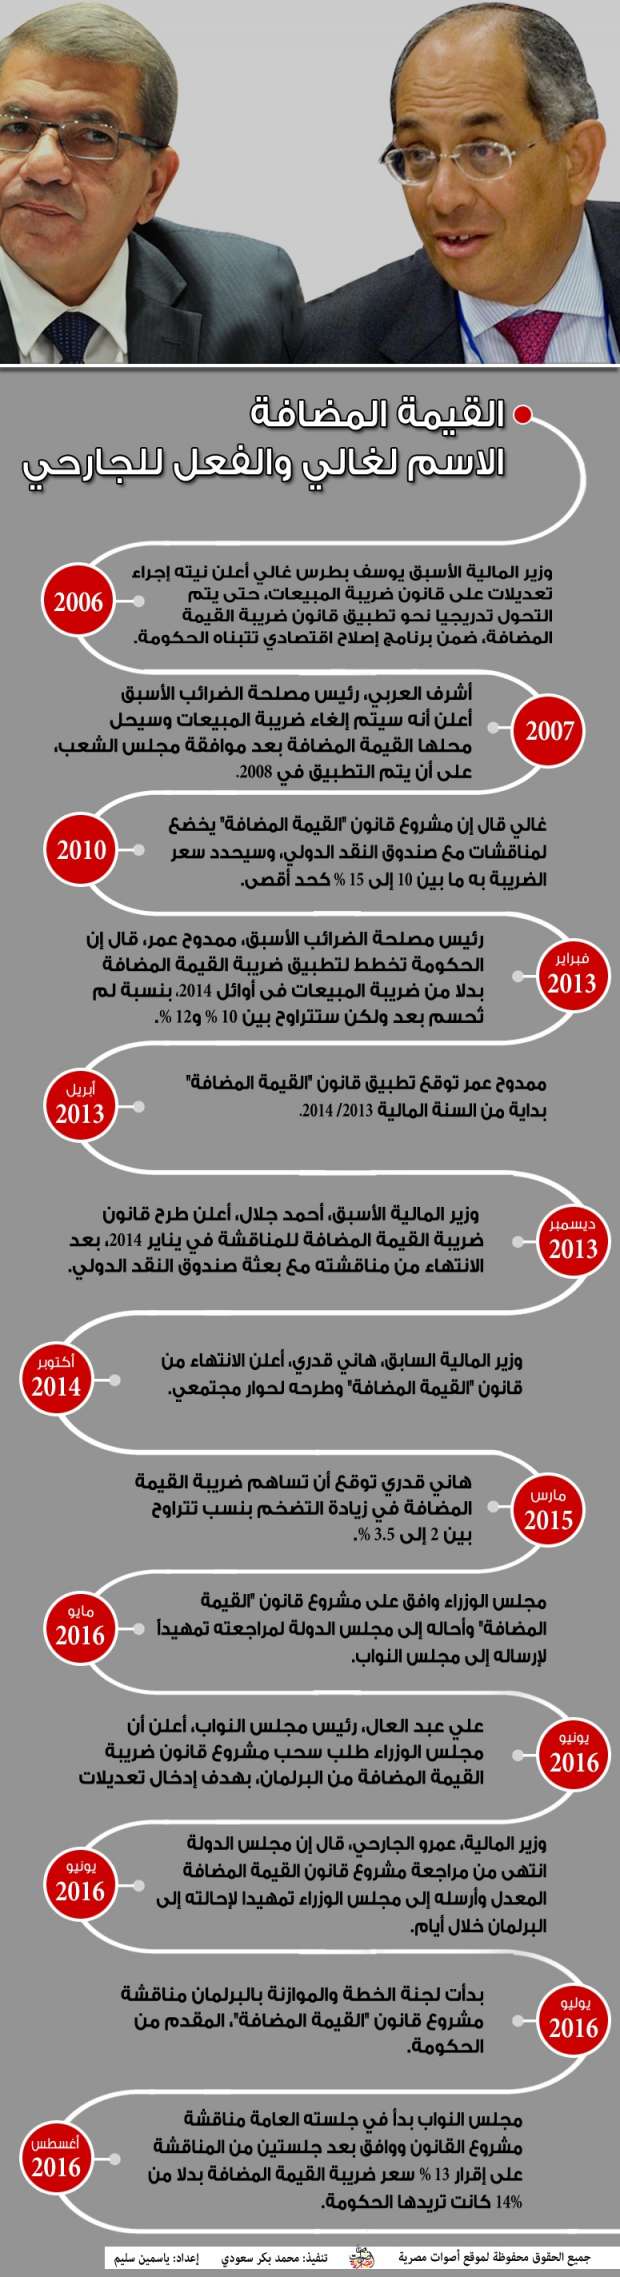 القيمة المضافة
الاسم لغالي والفعل للجارحي
2006
وزير المالية الأسبق يوسف بطرس غالي أعلن نيته إجراء
تعديلات على قانون ضريبة المبيعات، حتى يتم
التحول تدريجيا نحو تطبيق قانون ضريبة القيمة
المضافة، ضمن برنامج إصلاح اقتصادي تتبناه الحكومة.
2007
أشرف العربي، رئيس مصلحة الضرائب الأسبق
أعلن أنه سيتم إلغاء ضريبة المبيعات وسيحل
محلها القيمة المضافة بعد موافقة مجلس الشعب،
على أن يتم التطبيق في 2008.
2010
غالي قال إن مشروع قانون "القيمة المضافة" يخضع
لمناقشات مع صندوق النقد الدولي، وسيحدد سعر
الضريبة به ما بين 10 إلى 15 % كحد أقصى.
فبراير
2013
رئيس مصلحة الضرائب الأسبق، ممدوح عمر، قال إن
الحكومة تخطط لتطبيق ضريبة القيمة المضافة
بدلا من ضريبة المبيعات فى أوائل 2014، بنسبة لم
تُحسم بعد ولكن ستتراوح بين 10 % و12 %.
أبريل
2013
ممدوح عمر توقع تطبيق قانون "القيمة المضافة"
بداية من السنة المالية 2013/ 2014.
ديسمبر
2013
وزير المالية الأسبق، أحمد جلال، أعلن طرح قانون
ضريبة القيمة المضافة للمناقشة في يناير 2014، بعد
الانتهاء من مناقشته مع بعثة صندوق النقد الدولي.
أكتوبر
2014
وزير المالية السابق، هاني قدري، أعلن الانتهاء من
قانون "القيمة المضافة" وطرحه لحوار مجتمعي.
مارس
2015
هاني قدري توقع أن تساهم ضريبة القيمة
المضافة في زيادة التضخم بنسب تتراوح
بين 2 إلى 3.5 %.
مايو
2016
مجلس الوزراء وافق على مشروع قانون "القيمة
المضافة" وأحاله إلى مجلس الدولة لمراجعته تمهيداً
لإرساله إلى مجلس النواب.
يونيو
2016
علي عبد العال، رئيس مجلس النواب، أعلن أن
مجلس الوزراء طلب سحب مشروع قانون ضريبة
القيمة المضافة من البرلمان، بهدف إدخال تعديلات
يونيو
2016
وزير المالية، عمرو الجارحي، قال إن مجلس الدولة
انتهى من مراجعة مشروع قانون القيمة المضافة
المعدل وأرسله إلى مجلس الوزراء تمهيدا لإحالته إلى
البرلمان خلال أيام.
يوليو
2016
بدأت لجنة الخطة والموازنة بالبرلمان مناقشة
مشروع قانون "القيمة المضافة"، المقدم من
الحكومة.
أغسطس
2016
مجلس النواب بدأ في جلسته العامة مناقشة
مشروع القانون ووافق بعد جلستين من المناقشة
على إقرار 13 % سعر ضريبة القيمة المضافة بدلا من
14% كانت تريدها الحكومة.
جميع الحقوق محفوظة لموقع أصوات مصرية
تنفيذ: محمد بكر سعودي
إعداد: ياسمين سليم